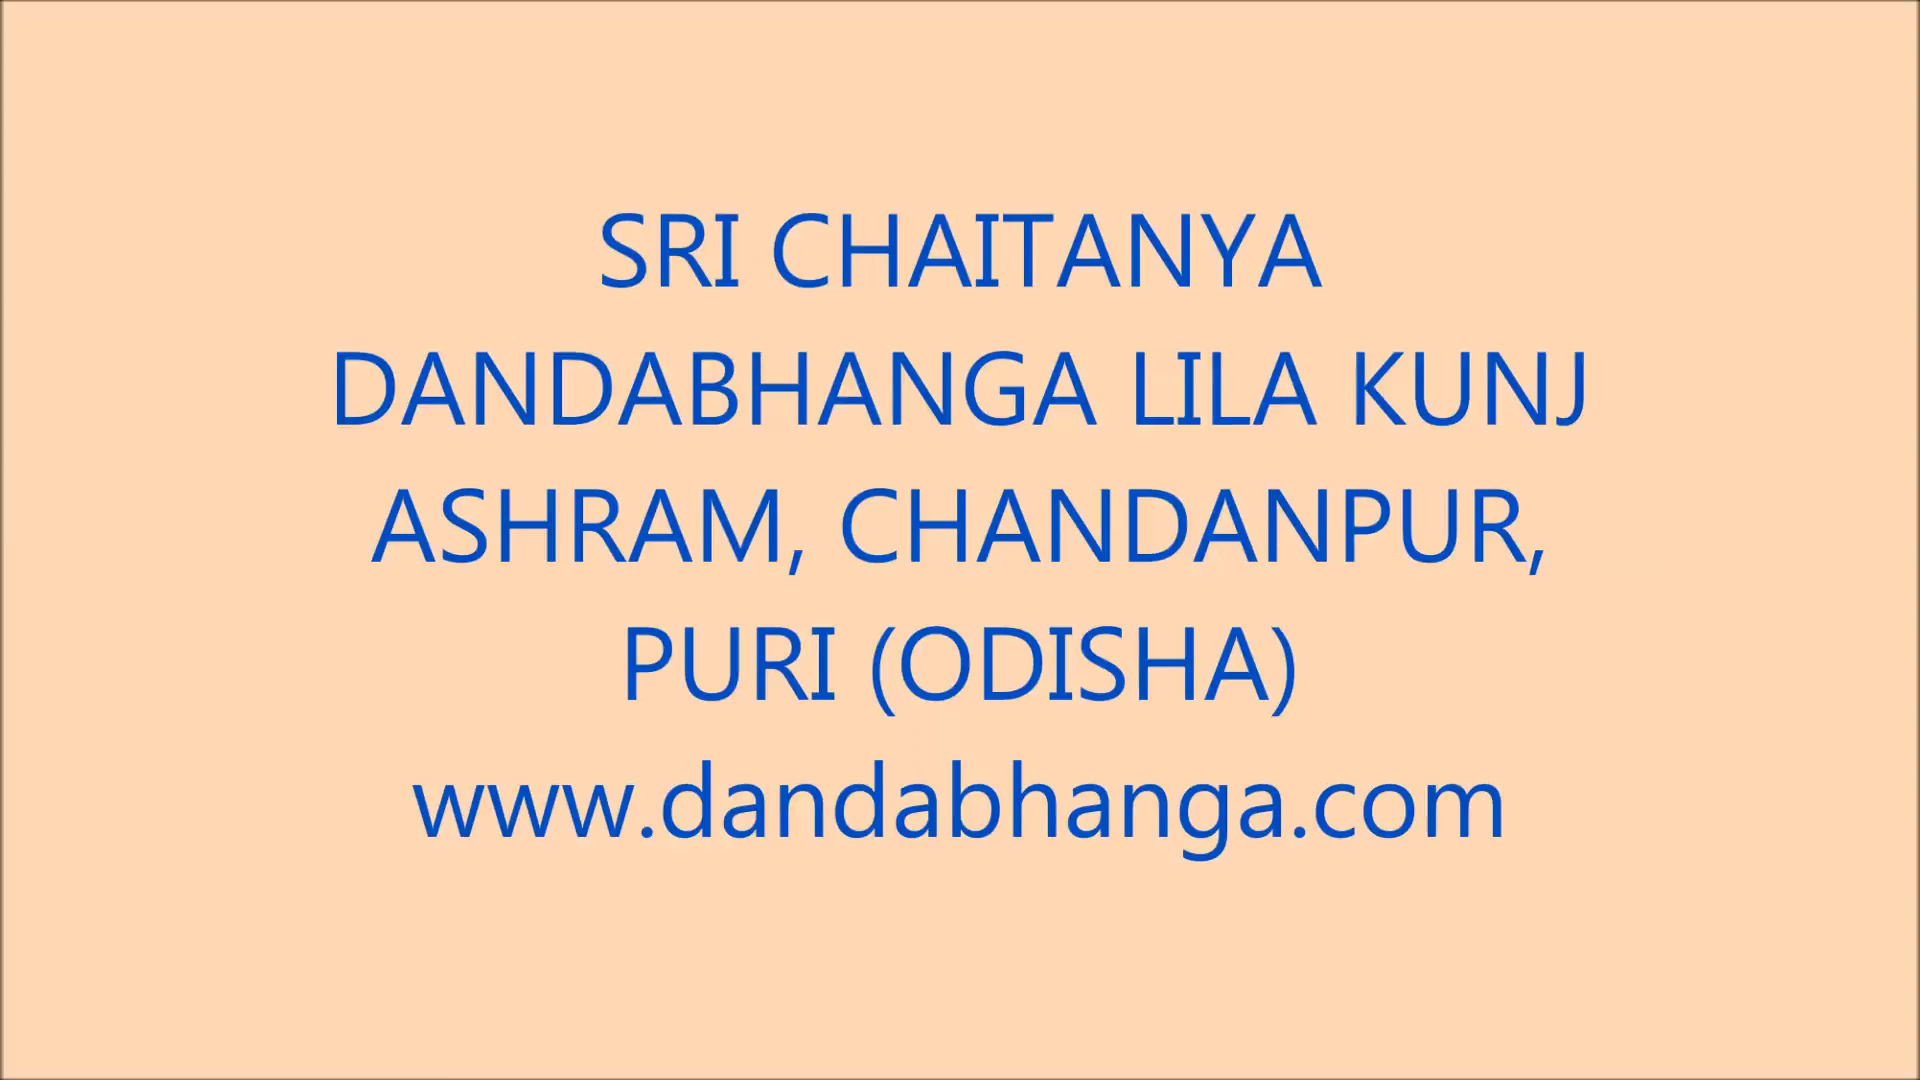 SRI CHAITANYA
DANDABHANGA LILA KUNJ
ASHRAM, CHANDANPUR,
PURI (ODISHA)
www.dandabhanga.com